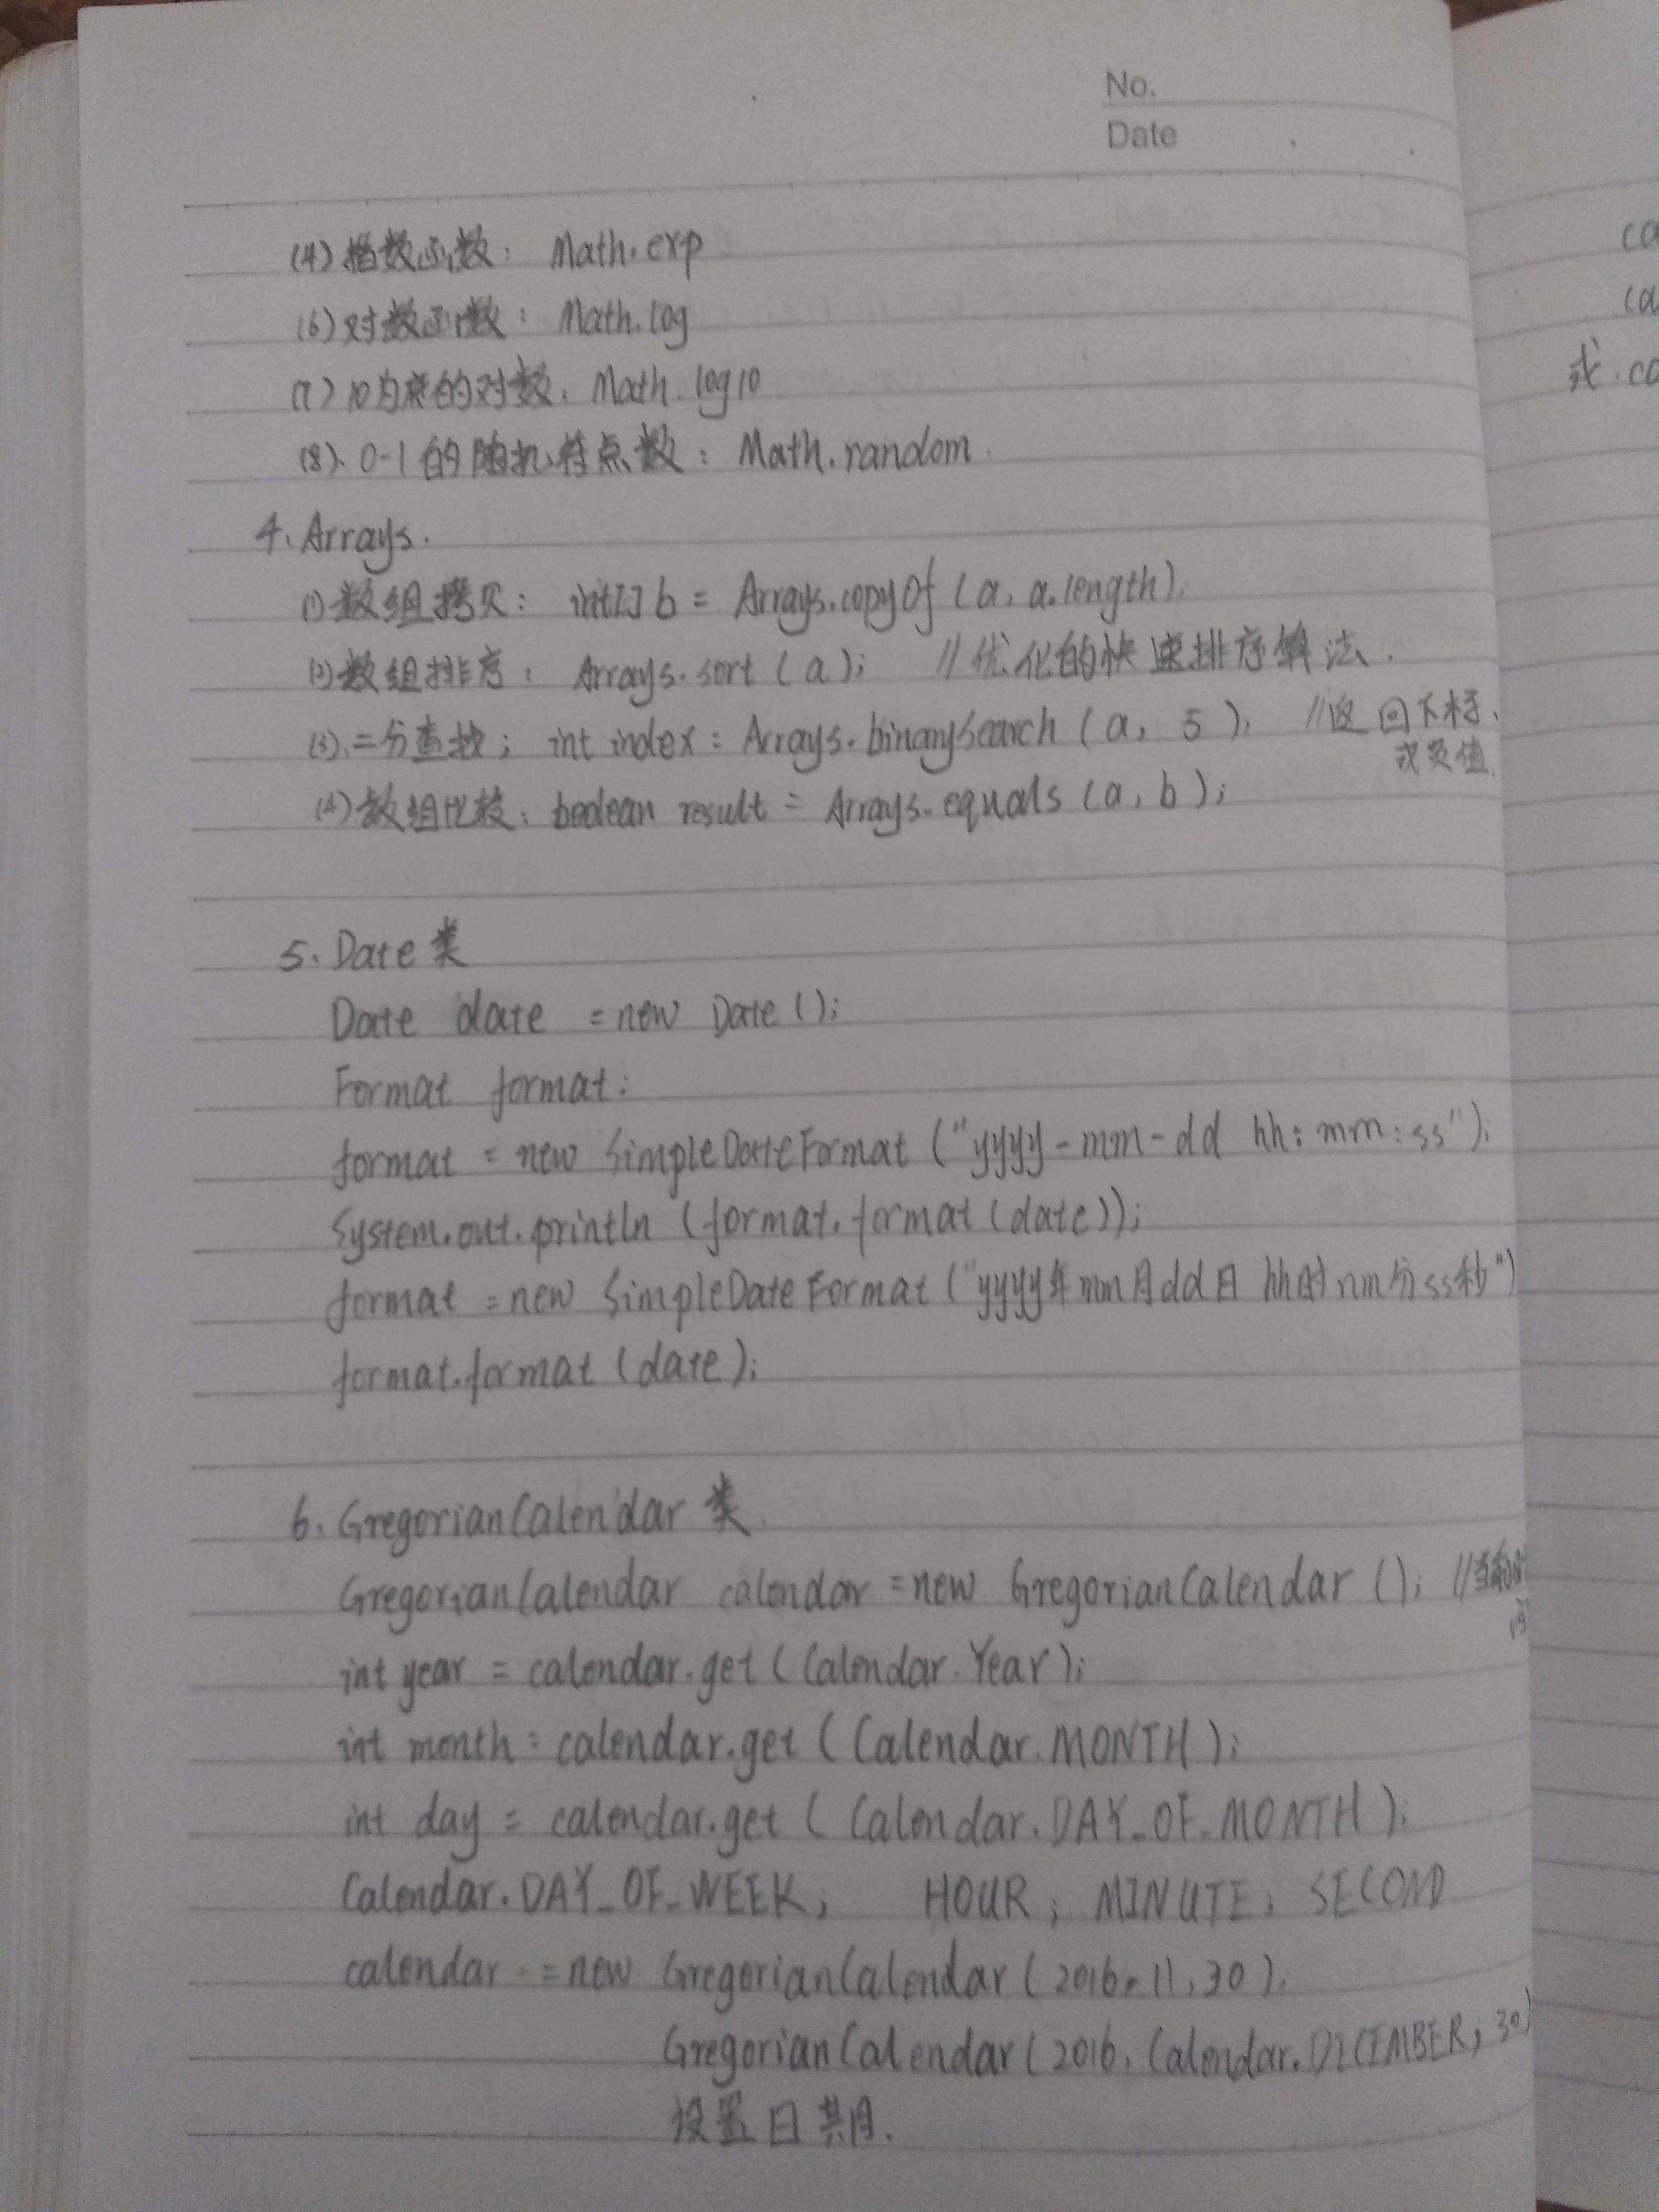 No.
Date
(4) 指数函数： Math.exp
(6) 对数函数： Math.log
(7) 10为底的对数. Math.log10
(8). 0-1的随机符点数： Math.random.
4. Arrays.
(1) 数组拷贝： int[] b = Arrays.copyOf (a, a.length);
(2) 数组排序： Arrays.sort (a); //优化的快速排序算法.
(3). 二分查找； int index = Arrays.binarySearch (a, 5); //返回下标、
或负值.
(4) 数组比较： boolean result = Arrays.equals (a, b);
5. Date类
Date date = new Date ();
Format format;
format = new SimpleDateFormat ("yyyy-mm-dd hh:mm:ss");
System.out.println (format.format (date));
format = new SimpleDateFormat ("yyyy年mm月dd日 hh时mm分ss秒")
format.format (date);
6. GregorianCalendar 类.
GregorianCalendar calendar = new GregorianCalendar (); //当前时
间
int year = calendar.get (Calendar.Year);
int month = calendar.get (Calendar.MONTH);
int day = calendar.get (Calendar.DAY_OF_MONTH);
Calendar.DAY_OF_WEEK, HOUR, MINUTE, SECOND
calendar = new GregorianCalendar (2016, 11, 30);
GregorianCalendar (2016, Calendar.DECEMBER, 30)
设置日期.
ca
ca
或.ca